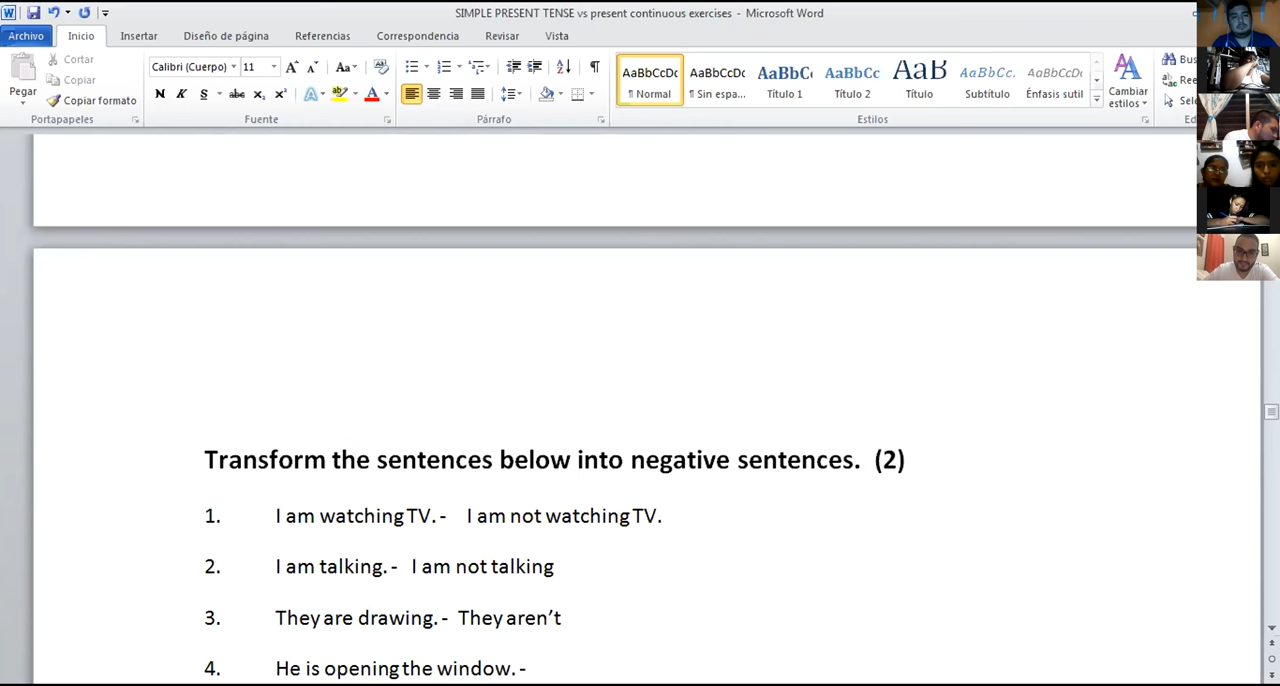 SIMPLE PRESENT TENSE vs present continuous exercises - Microsoft Word
Archivo Inicio Insertar Diseño de página Referencias Correspondencia Revisar Vista
Cortar
Copiar
Copiar formato
Pegar
Portapapeles
Calibri (Cuerpo) 11
Fuente
Párrafo
AaBbCcDc AaBbCcDc AaBbC AaBbCc AaB AaBbCc. AaBbCcDc
¶ Normal ¶ Sin espa... Título 1 Título 2 Título Subtítulo Énfasis sutil
Cambiar estilos
Estilos
Transform the sentences below into negative sentences. (2)
1. I am watching TV. - I am not watching TV.
2. I am talking. - I am not talking
3. They are drawing. - They aren’t
4. He is opening the window. -